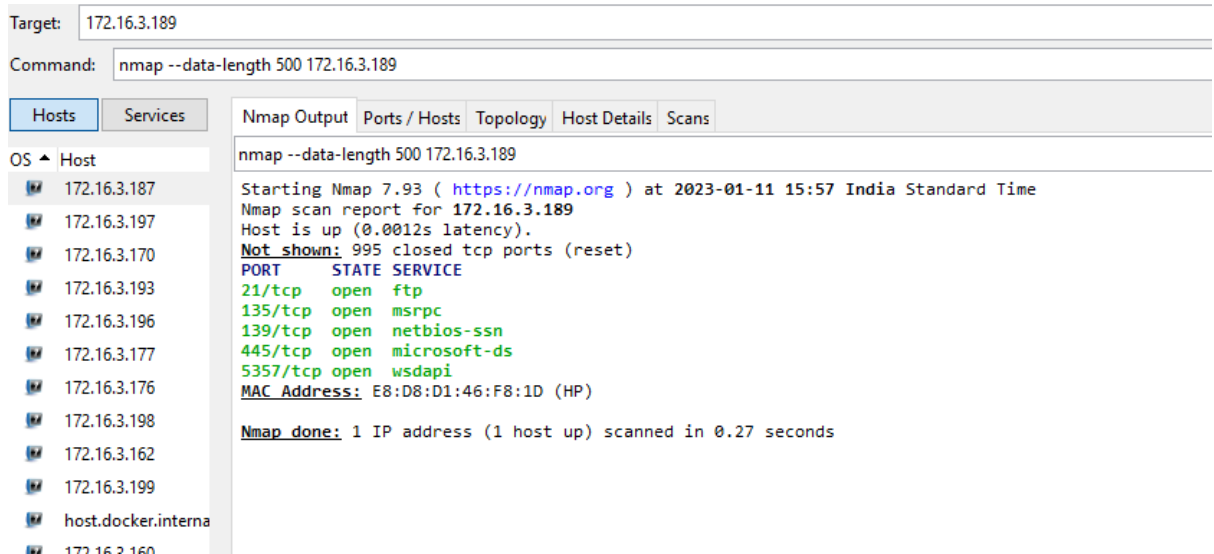 Target: 172.16.3.189
Command: nmap --data-length 500 172.16.3.189
Hosts Services
OS Host
172.16.3.187
172.16.3.197
172.16.3.170
172.16.3.193
172.16.3.196
172.16.3.177
172.16.3.176
172.16.3.198
172.16.3.162
172.16.3.199
host.docker.interna
172.16.3.160
Nmap Output Ports / Hosts Topology Host Details Scans
nmap --data-length 500 172.16.3.189
Starting Nmap 7.93 ( https://nmap.org ) at 2023-01-11 15:57 India Standard Time
Nmap scan report for 172.16.3.189
Host is up (0.0012s latency).
Not shown: 995 closed tcp ports (reset)
PORT STATE SERVICE
21/tcp open ftp
135/tcp open msrpc
139/tcp open netbios-ssn
445/tcp open microsoft-ds
5357/tcp open wsdapi
MAC Address: E8:D8:D1:46:F8:1D (HP)
Nmap done: 1 IP address (1 host up) scanned in 0.27 seconds